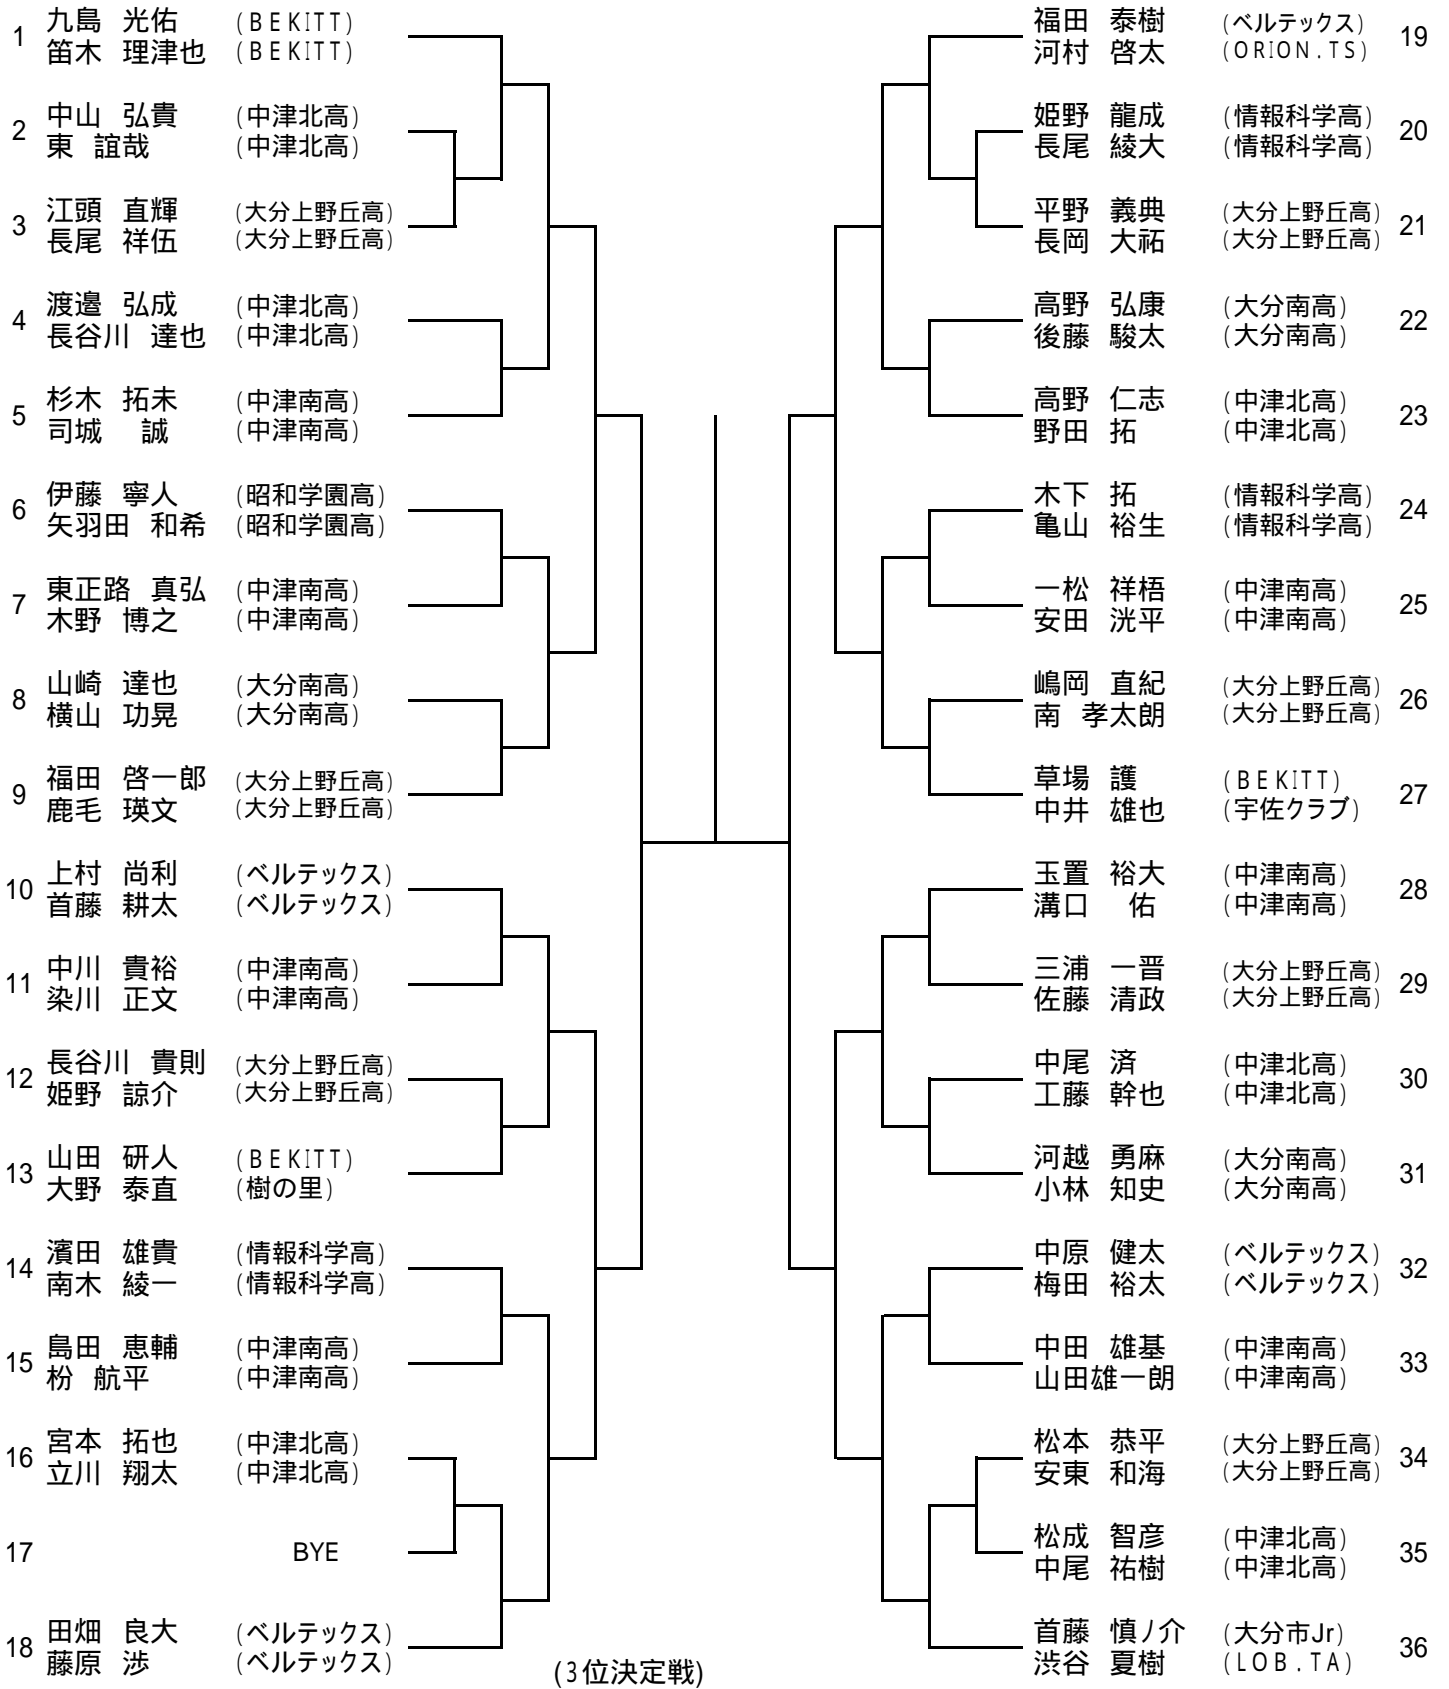 1 九島 光佑 (BEKITT)
笛木 理津也 (BEKITT)
2 中山 弘貴 (中津北高)
東 誼哉 (中津北高)
3 江頭 直輝 (大分上野丘高)
長尾 祥伍 (大分上野丘高)
4 渡邉 弘成 (中津北高)
長谷川 達也 (中津北高)
5 杉木 拓未 (中津南高)
司城 誠 (中津南高)
6 伊藤 寧人 (昭和学園高)
矢羽田 和希 (昭和学園高)
7 東正路 真弘 (中津南高)
木野 博之 (中津南高)
8 山崎 達也 (大分南高)
横山 功晃 (大分南高)
9 福田 啓一郎 (大分上野丘高)
鹿毛 瑛文 (大分上野丘高)
10 上村 尚利 (ベルテックス)
首藤 耕太 (ベルテックス)
11 中川 貴裕 (中津南高)
染川 正文 (中津南高)
12 長谷川 貴則 (大分上野丘高)
姫野 諒介 (大分上野丘高)
13 山田 研人 (BEKITT)
大野 泰直 (樹の里)
14 濱田 雄貴 (情報科学高)
南木 綾一 (情報科学高)
15 島田 恵輔 (中津南高)
枌 航平 (中津南高)
16 宮本 拓也 (中津北高)
立川 翔太 (中津北高)
17 BYE
18 田畑 良大 (ベルテックス)
藤原 渉 (ベルテックス)
(3位決定戦)
福田 泰樹 (ベルテックス) 19
河村 啓太 (ORION.TS)
姫野 龍成 (情報科学高) 20
長尾 綾大 (情報科学高)
平野 義典 (大分上野丘高) 21
長岡 大祐 (大分上野丘高)
高野 弘康 (大分南高) 22
後藤 駿太 (大分南高)
高野 仁志 (中津北高) 23
野田 拓 (中津北高)
木下 拓 (情報科学高) 24
亀山 裕生 (情報科学高)
一松 祥梧 (中津南高) 25
安田 洸平 (中津南高)
嶋岡 直紀 (大分上野丘高) 26
南 孝太朗 (大分上野丘高)
草場 護 (BEKITT) 27
中井 雄也 (宇佐クラブ)
玉置 裕大 (中津南高) 28
溝口 佑 (中津南高)
三浦 一晋 (大分上野丘高) 29
佐藤 清政 (大分上野丘高)
中尾 済 (中津北高) 30
工藤 幹也 (中津北高)
河越 勇麻 (大分南高) 31
小林 知史 (大分南高)
中原 健太 (ベルテックス) 32
梅田 裕太 (ベルテックス)
中田 雄基 (中津南高) 33
山田雄一朗 (中津南高)
松本 恭平 (大分上野丘高) 34
安東 和海 (大分上野丘高)
松成 智彦 (中津北高) 35
中尾 祐樹 (中津北高)
首藤 慎ノ介 (大分市Jr) 36
渋谷 夏樹 (LOB.TA)